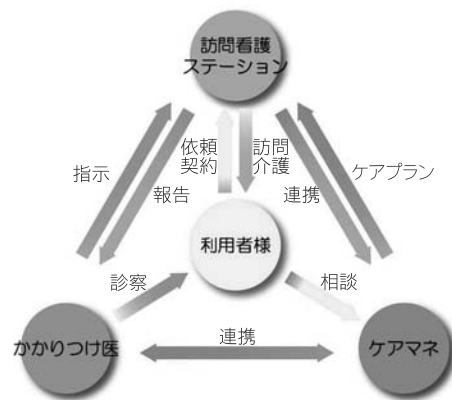 訪問看護
ステーション
依頼
契約
訪問
介護
指示
報告
連携
ケアプラン
利用者様
診察
相談
かかりつけ医
連携
ケアマネ